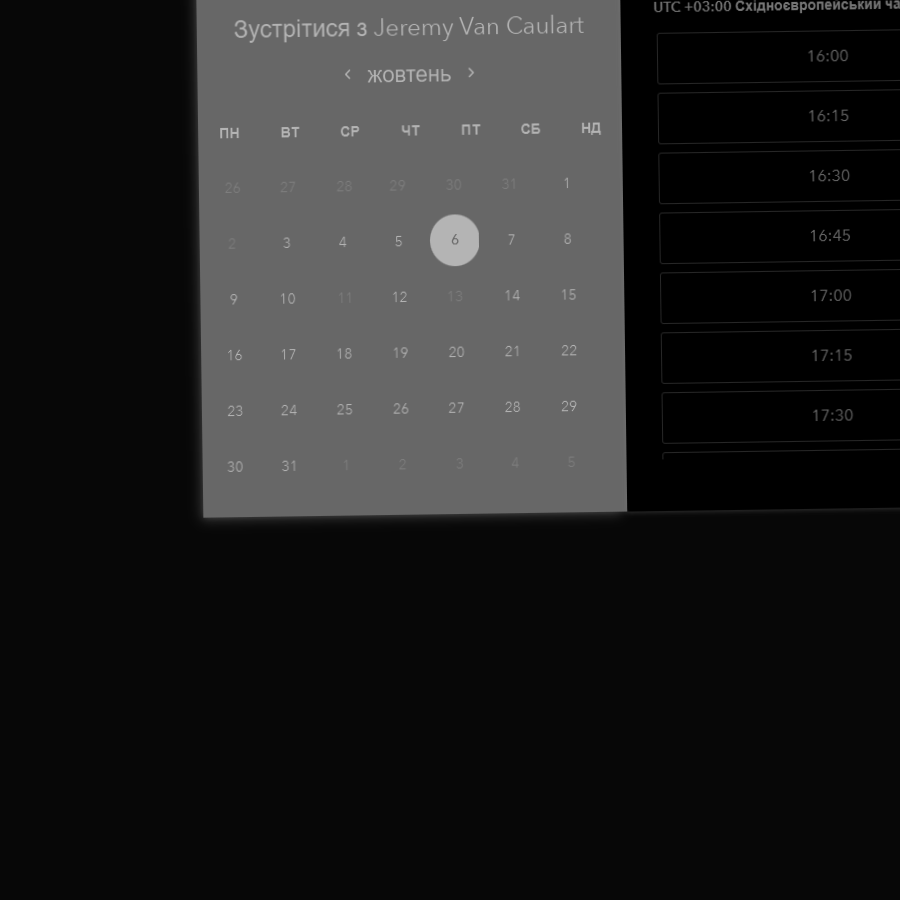 Зустрітися з Jeremy Van Caulart
‹ жовтень ›
ПН ВТ СР ЧТ ПТ СБ НД
26 27 28 29 30 31 1
2 3 4 5 6 7 8
9 10 11 12 13 14 15
16 17 18 19 20 21 22
23 24 25 26 27 28 29
30 31 1 2 3 4 5
UTC +03:00 Східноєвропейський
16:00
16:15
16:30
16:45
17:00
17:15
17:30